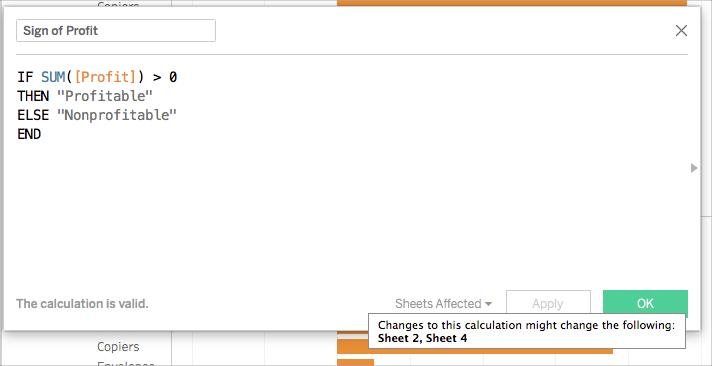 Copiers
Sign of Profit
IF SUM([Profit]) > 0
THEN "Profitable"
ELSE "Nonprofitable"
END
The calculation is valid.
Sheets Affected
Apply
OK
Changes to this calculation might change the following:
Sheet 2, Sheet 4
Copiers
Envelopes